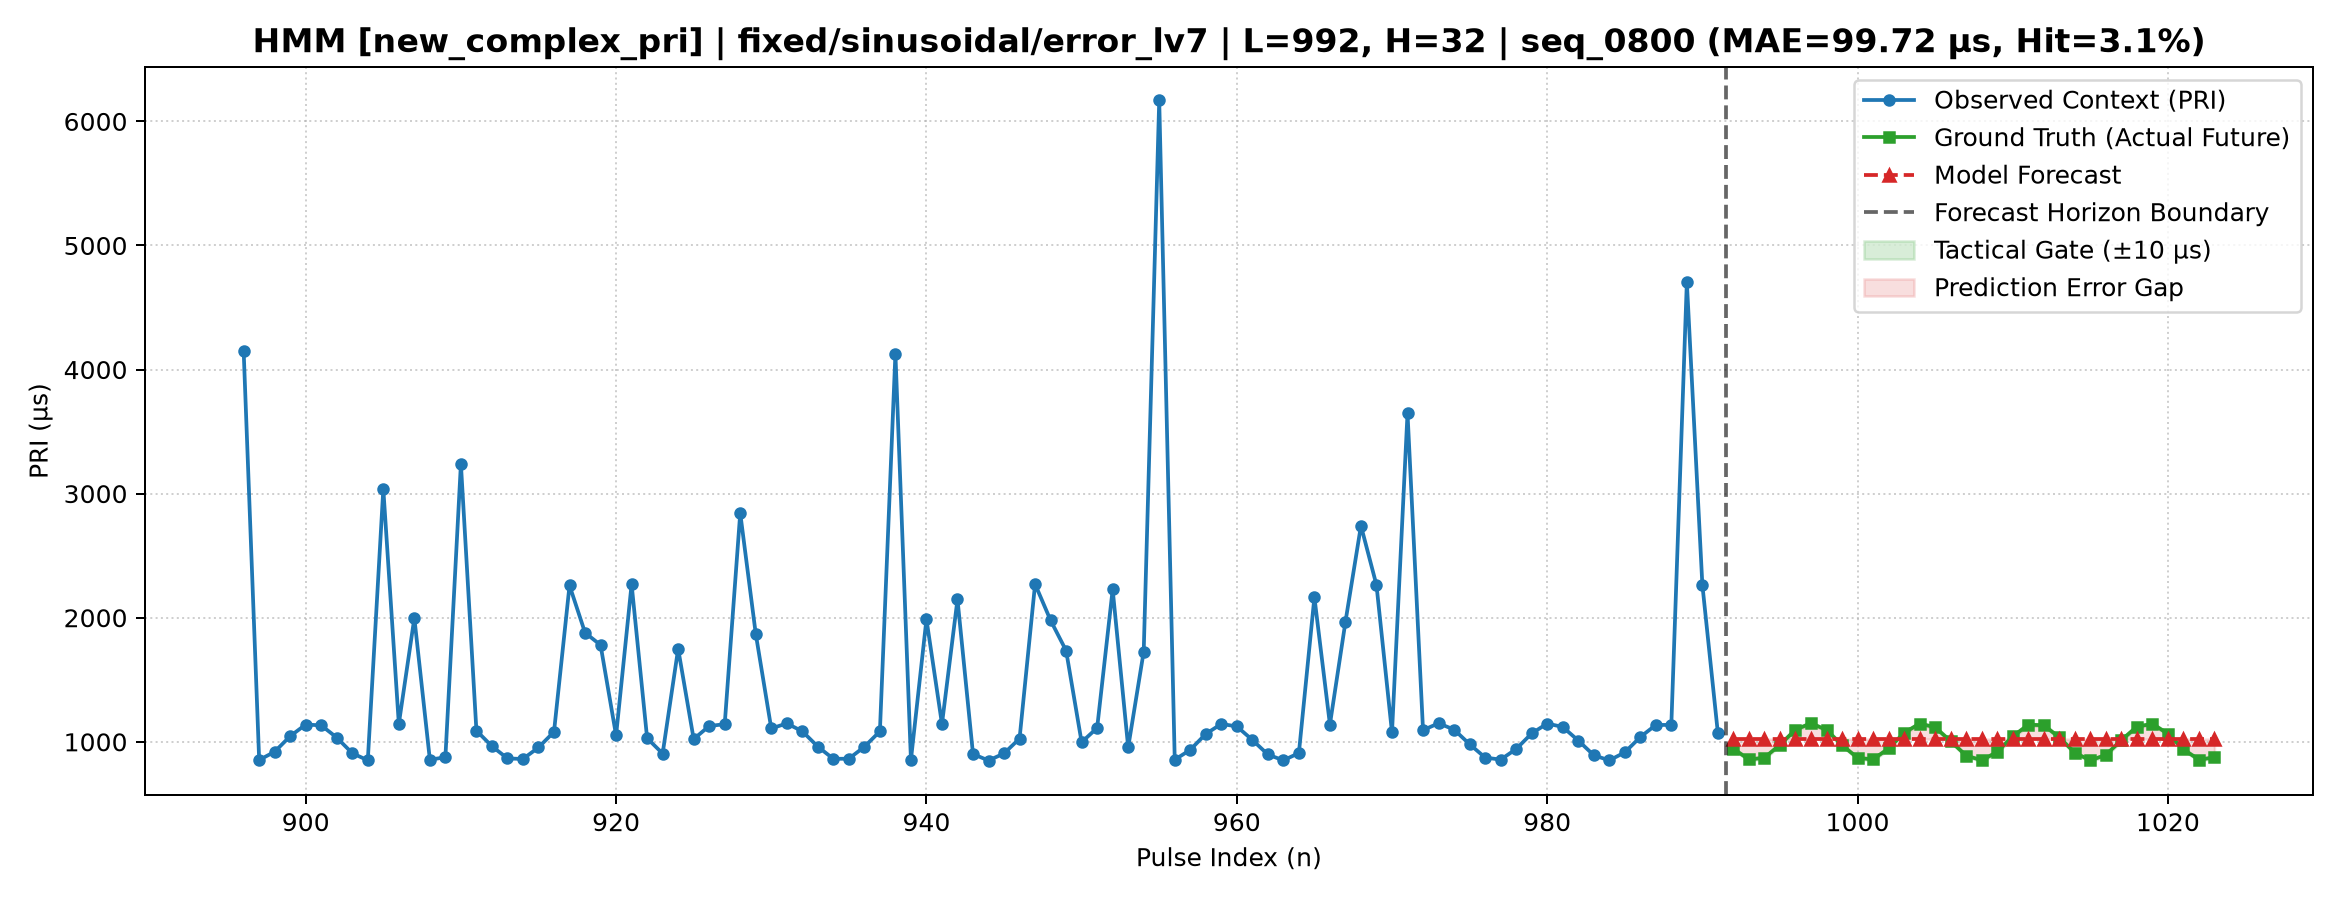 HMM [new_complex_pri] | fixed/sinusoidal/error_lv7 | L=992, H=32 | seq_0800 (MAE=99.72 µs, Hit=3.1%)
Observed Context (PRI)
Ground Truth (Actual Future)
Model Forecast
Forecast Horizon Boundary
Tactical Gate (±10 µs)
Prediction Error Gap
PRI (µs)
6000
5000
4000
3000
2000
1000
900
920
940
960
980
1000
1020
Pulse Index (n)